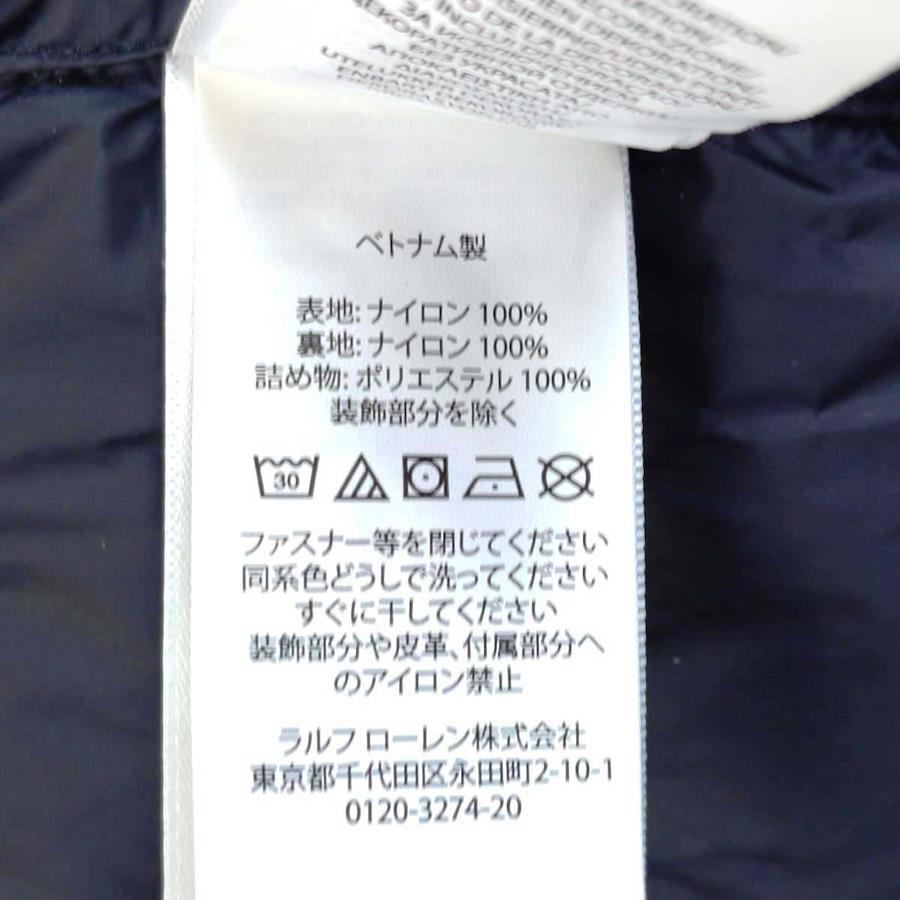 ベトナム製
表地: ナイロン 100%
裏地: ナイロン 100%
詰め物: ポリエステル 100%
装飾部分を除く
30
ファスナー等を閉じてください
同系色どうしで洗ってください
すぐに干してください
装飾部分や皮革、付属部分へ
のアイロン禁止
ラルフ ローレン株式会社
東京都千代田区永田町2-10-1
0120-3274-20